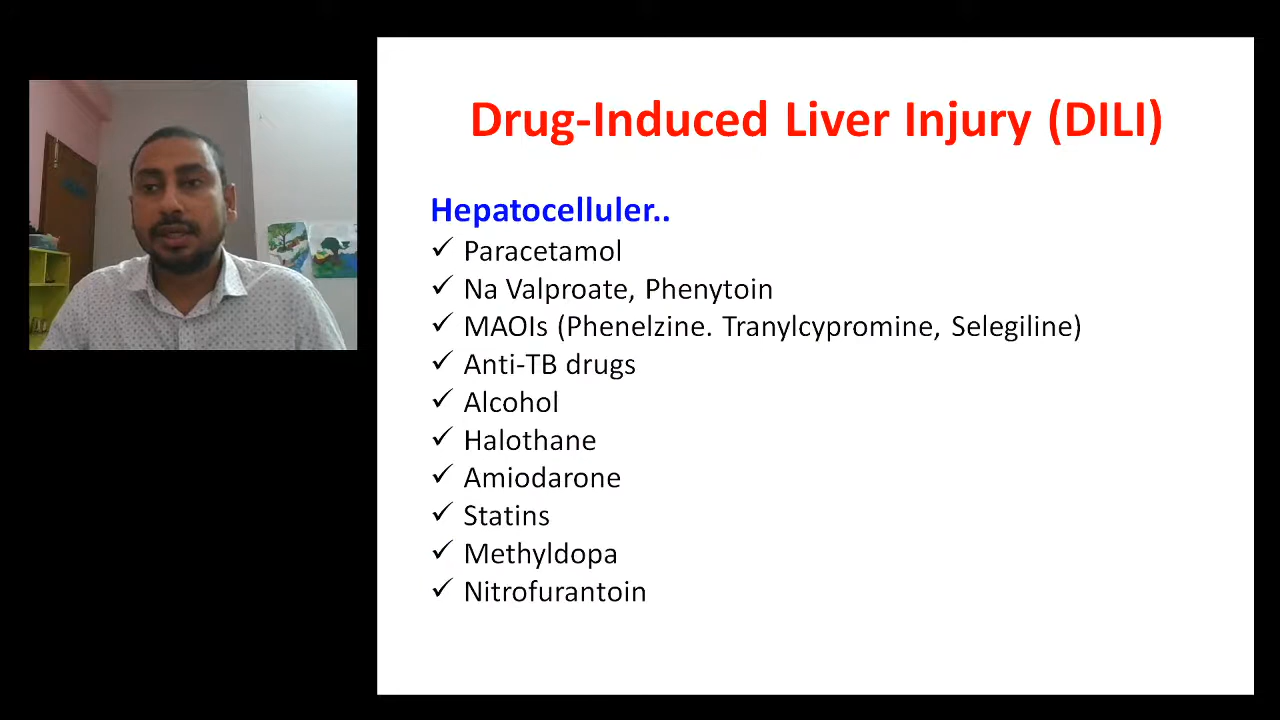 Drug-Induced Liver Injury (DILI)
Hepatocelluler..
✓ Paracetamol
✓ Na Valproate, Phenytoin
✓ MAOIs (Phenelzine. Tranylcypromine, Selegiline)
✓ Anti-TB drugs
✓ Alcohol
✓ Halothane
✓ Amiodarone
✓ Statins
✓ Methyldopa
✓ Nitrofurantoin